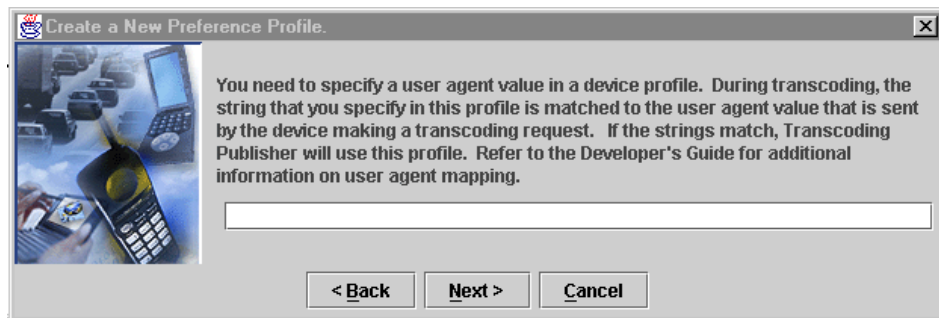 Create a New Preference Profile.
You need to specify a user agent value in a device profile.  During transcoding, the
string that you specify in this profile is matched to the user agent value that is sent
by the device making a transcoding request.   If the strings match, Transcoding
Publisher will use this profile.  Refer to the Developer's Guide for additional
information on user agent mapping.
< Back
Next >
Cancel